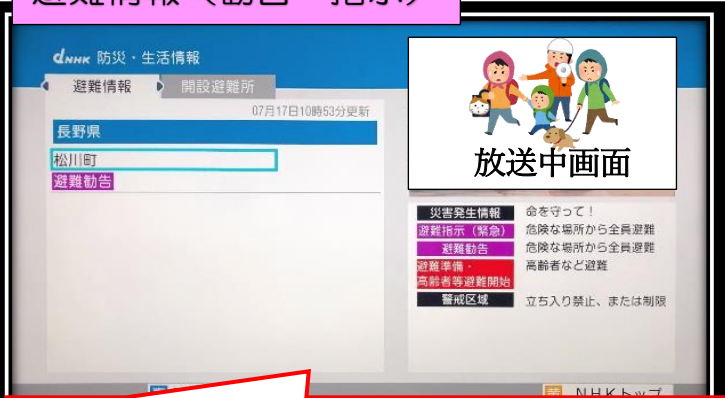 避難情報（勧告・指示）
dNHK 防災・生活情報
避難情報
開設避難所
07月17日10時53分更新
長野県
松川町
避難勧告
放送中画面
災害発生情報 命を守って！
避難指示（緊急） 危険な場所から全員避難
避難勧告 危険な場所から全員避難
避難準備・
高齢者等避難開始 高齢者など避難
警戒区域 立ち入り禁止、または制限
黄 NHKトップ